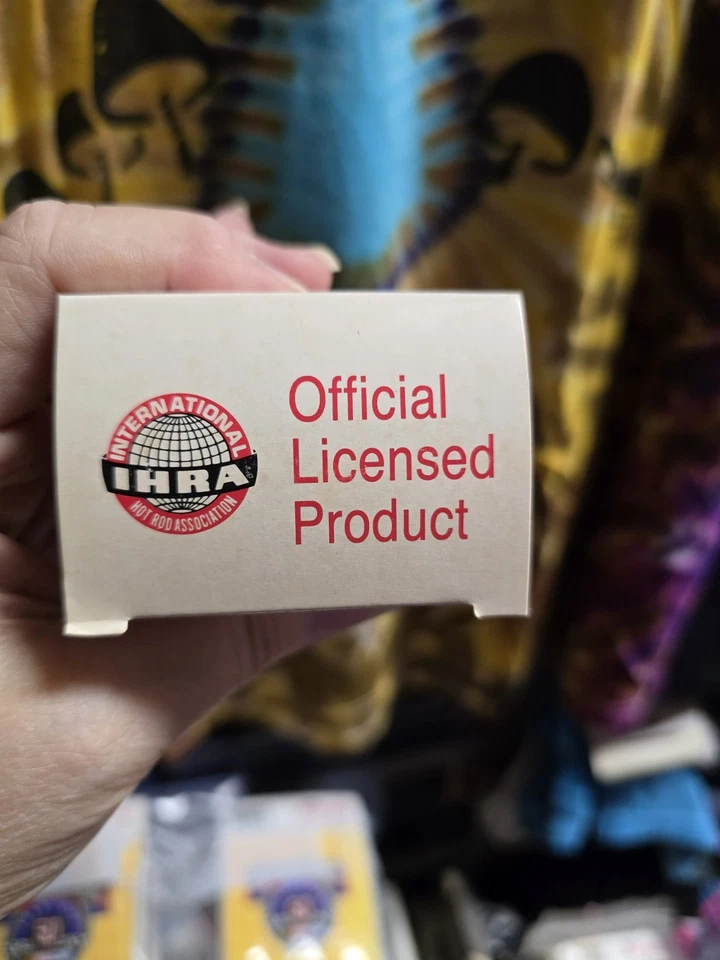 INTERNATIONAL
IHRA
HOT ROD ASSOCIATION
Official
Licensed
Product